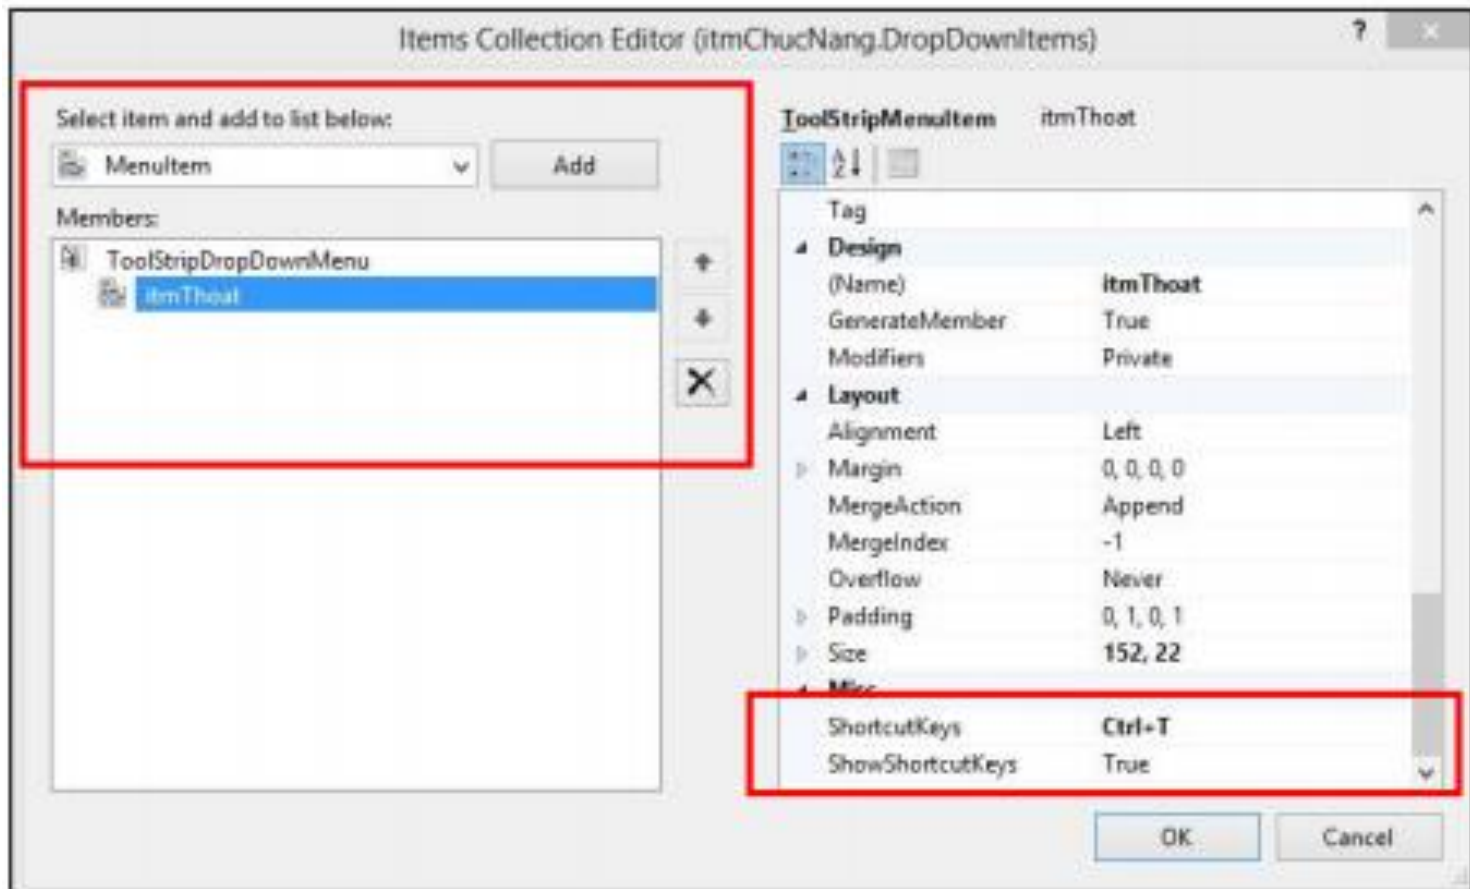 Items Collection Editor (itmChucNang.DropDownItems)
?
Select item and add to list below:
MenuItem
Add
Members:
ToolStripDropDownMenu
itmThoat
ToolStripMenuItem itmThoat
Tag
Design
(Name) itmThoat
GenerateMember True
Modifiers Private
Layout
Alignment Left
Margin 0, 0, 0, 0
MergeAction Append
MergeIndex -1
Overflow Never
Padding 0, 1, 0, 1
Size 152, 22
Misc
ShortcutKeys Ctrl+T
ShowShortcutKeys True
OK
Cancel